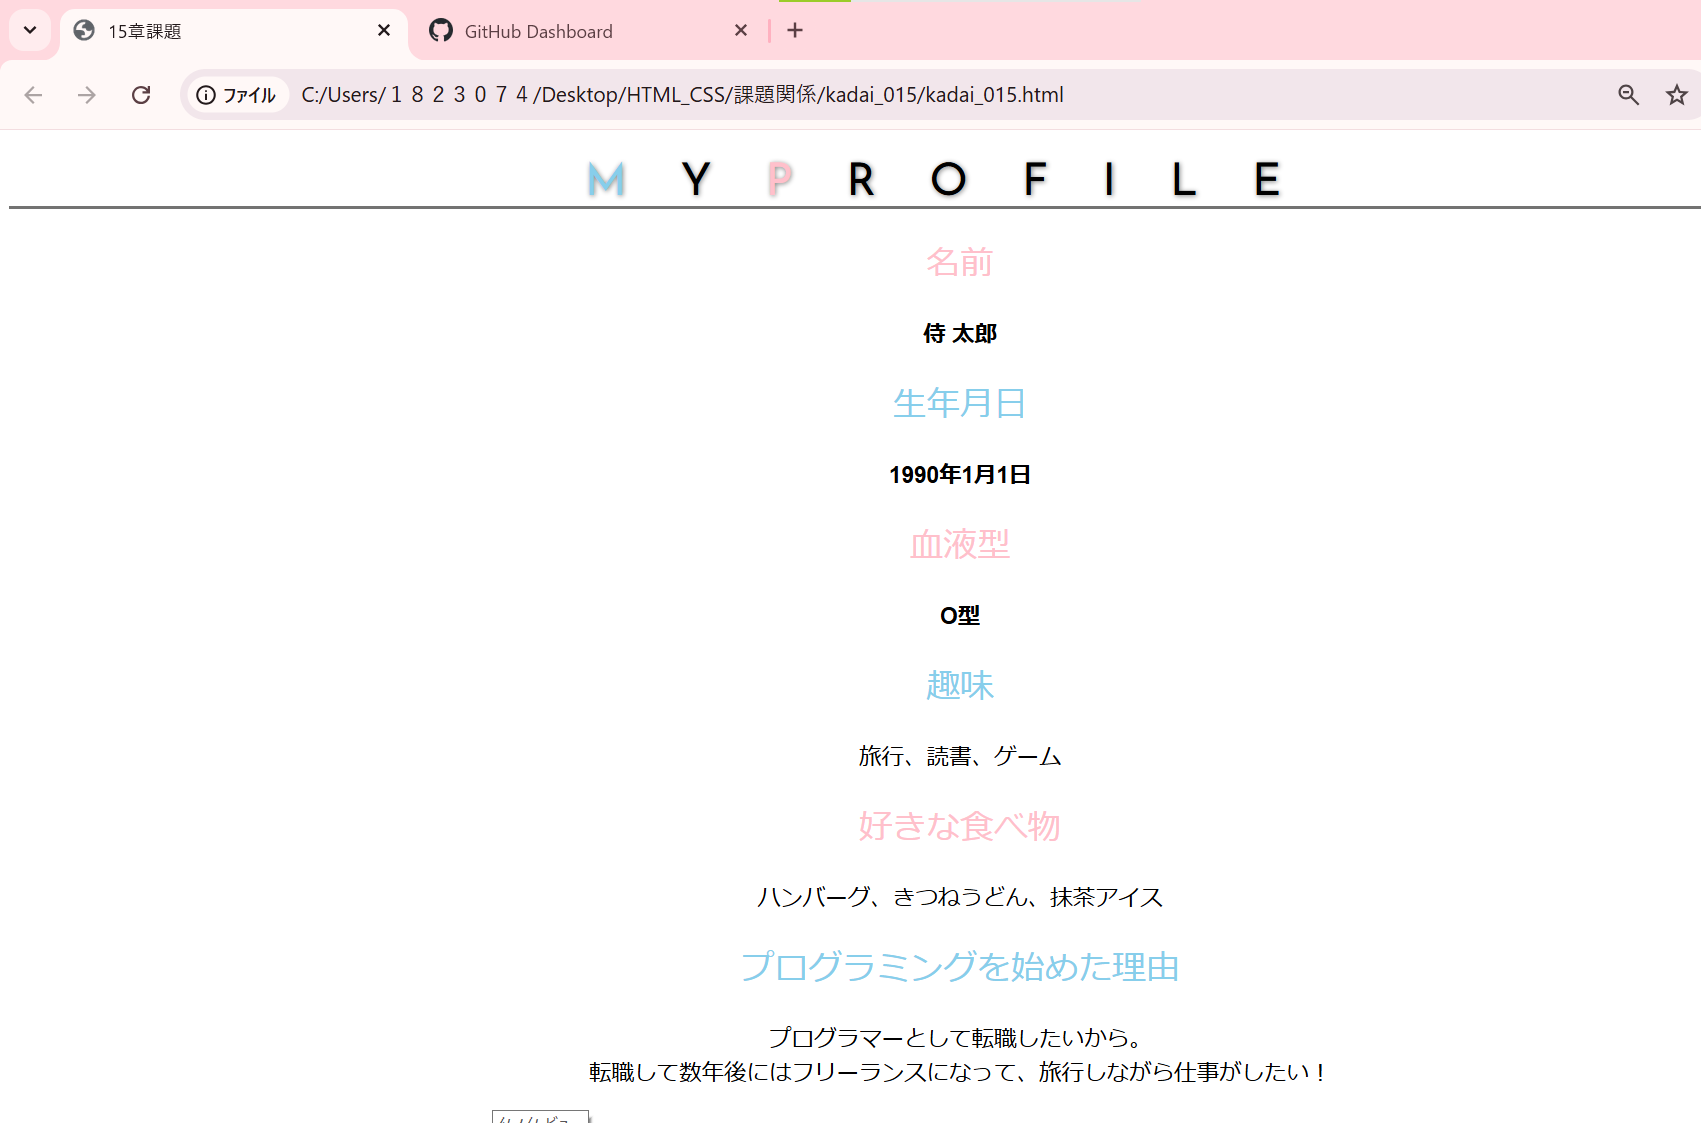 15章課題
GitHub Dashboard
ファイル
C:/Users/１８２３０７４/Desktop/HTML_CSS/課題関係/kadai_015/kadai_015.html
MYPROFILE
名前
侍 太郎
生年月日
1990年1月1日
血液型
O型
趣味
旅行、読書、ゲーム
好きな食べ物
ハンバーグ、きつねうどん、抹茶アイス
プログラミングを始めた理由
プログラマーとして転職したいから。
転職して数年後にはフリーランスになって、旅行しながら仕事がしたい！